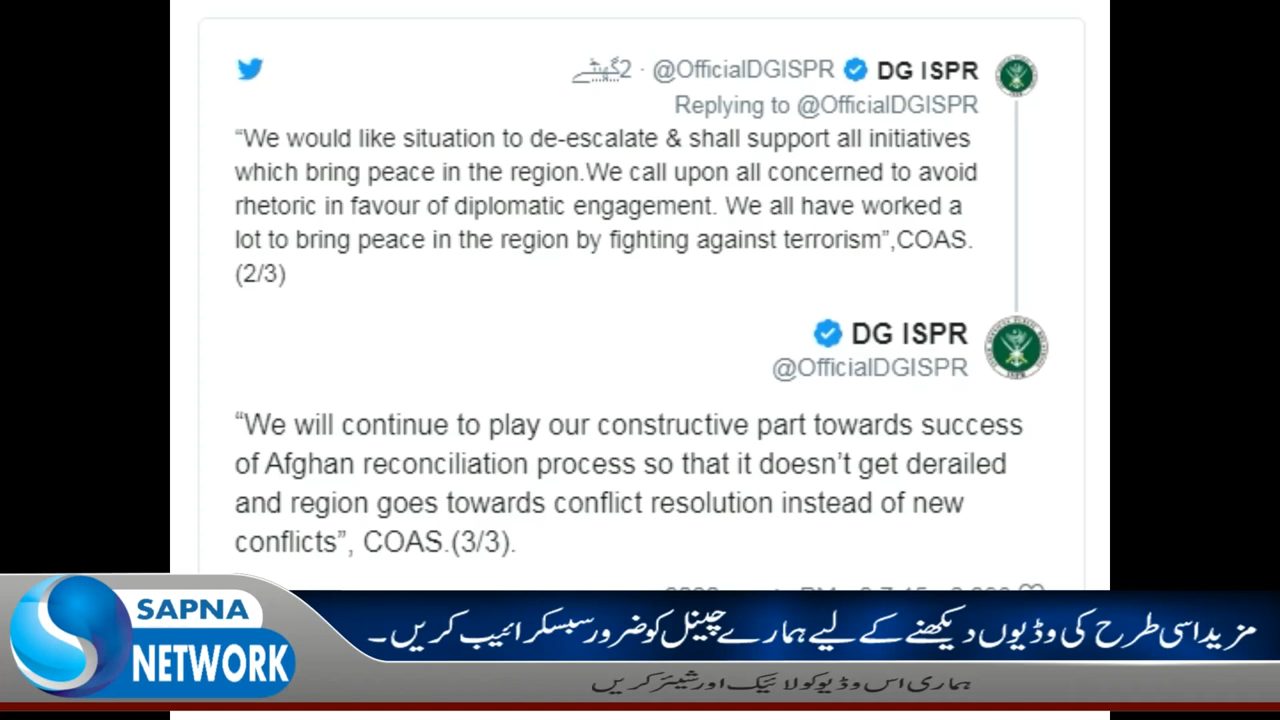 DG ISPR @OfficialDGISPR · 2گھنٹے
Replying to @OfficialDGISPR
“We would like situation to de-escalate & shall support all initiatives
which bring peace in the region.We call upon all concerned to avoid
rhetoric in favour of diplomatic engagement. We all have worked a
lot to bring peace in the region by fighting against terrorism”,COAS.
(2/3)
DG ISPR
@OfficialDGISPR
“We will continue to play our constructive part towards success
of Afghan reconciliation process so that it doesn’t get derailed
and region goes towards conflict resolution instead of new
conflicts”, COAS.(3/3).
SAPNA
NETWORK
مزید اسی طرح کی وڈیوں دیکھنے کے لیے ہمارے چینل کو ضرور سبسکرائیب کریں۔
ہماری اس وڈیو کو لائیک اور شیئر کریں